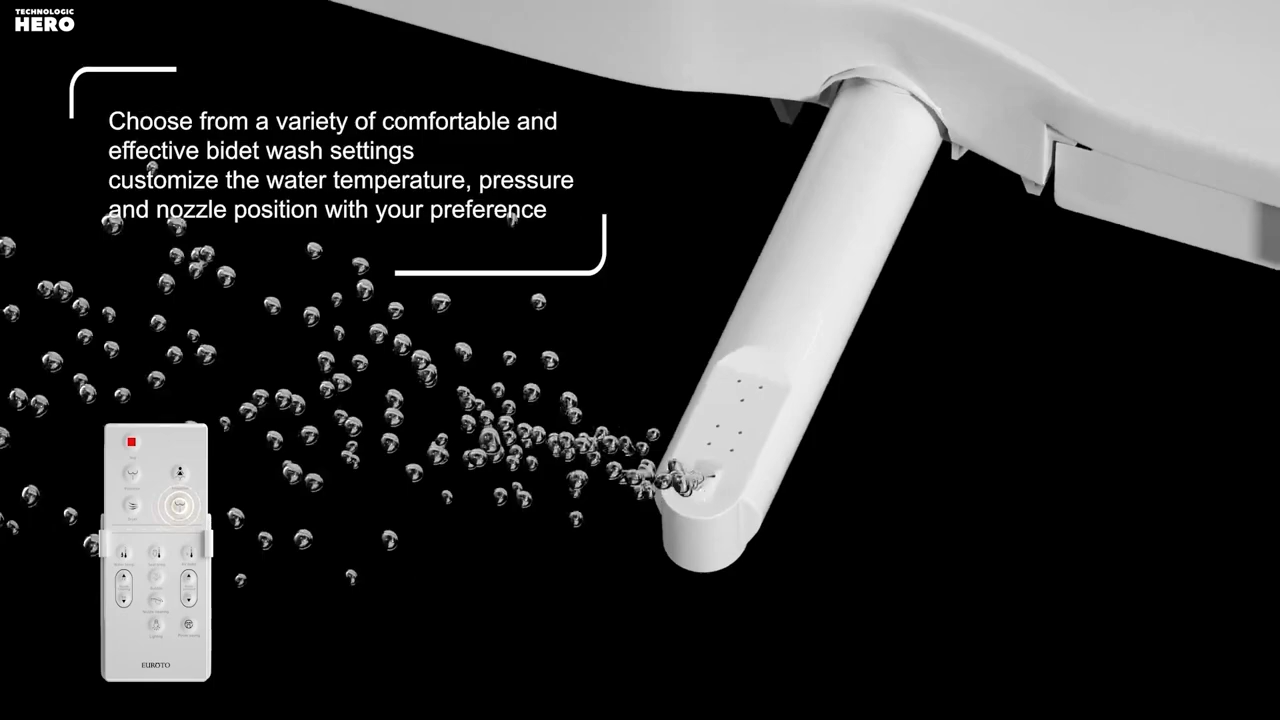 TECHNOLOGIC
HERO
Choose from a variety of comfortable and
effective bidet wash settings
customize the water temperature, pressure
and nozzle position with your preference
EUROTO